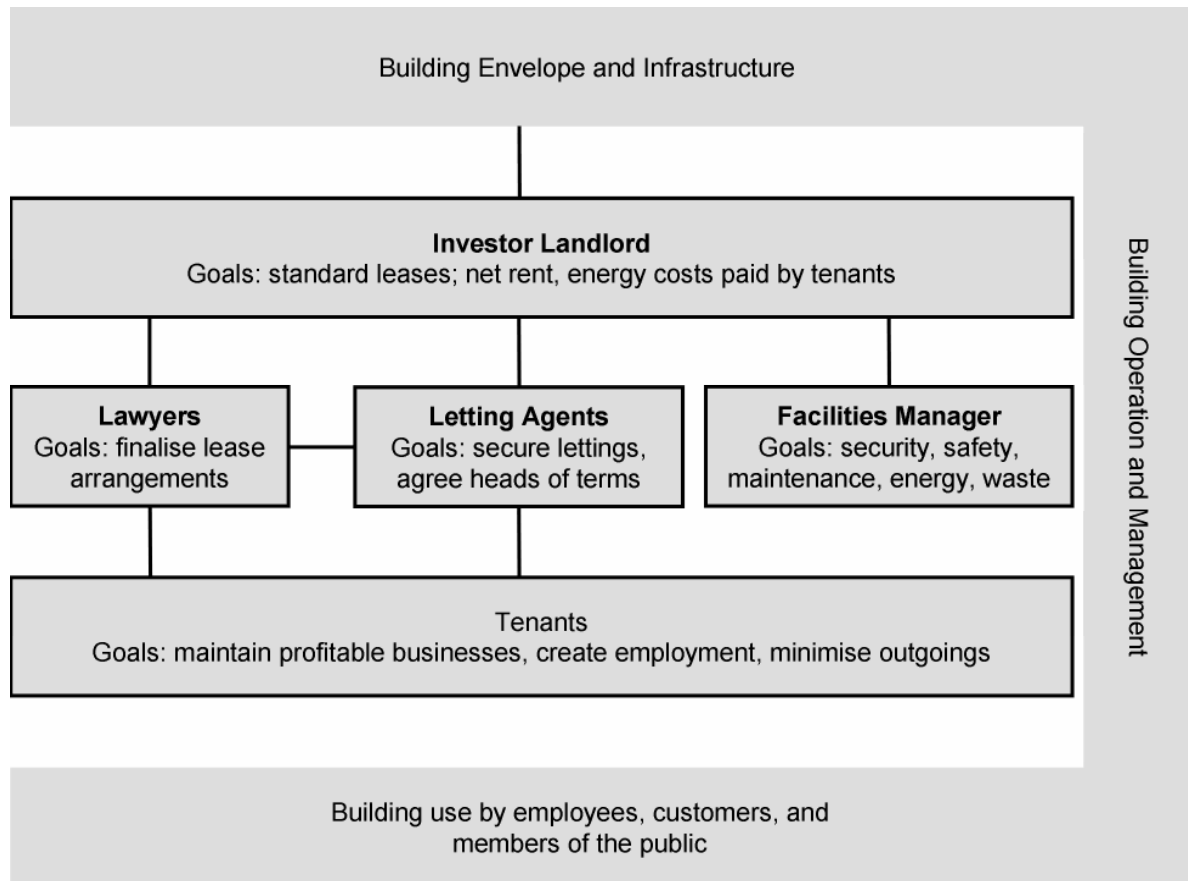 Building Envelope and Infrastructure
Investor Landlord
Goals: standard leases; net rent, energy costs paid by tenants
Lawyers
Goals: finalise lease
arrangements
Letting Agents
Goals: secure lettings,
agree heads of terms
Facilities Manager
Goals: security, safety,
maintenance, energy, waste
Building Operation and Management
Tenants
Goals: maintain profitable businesses, create employment, minimise outgoings
Building use by employees, customers, and
members of the public